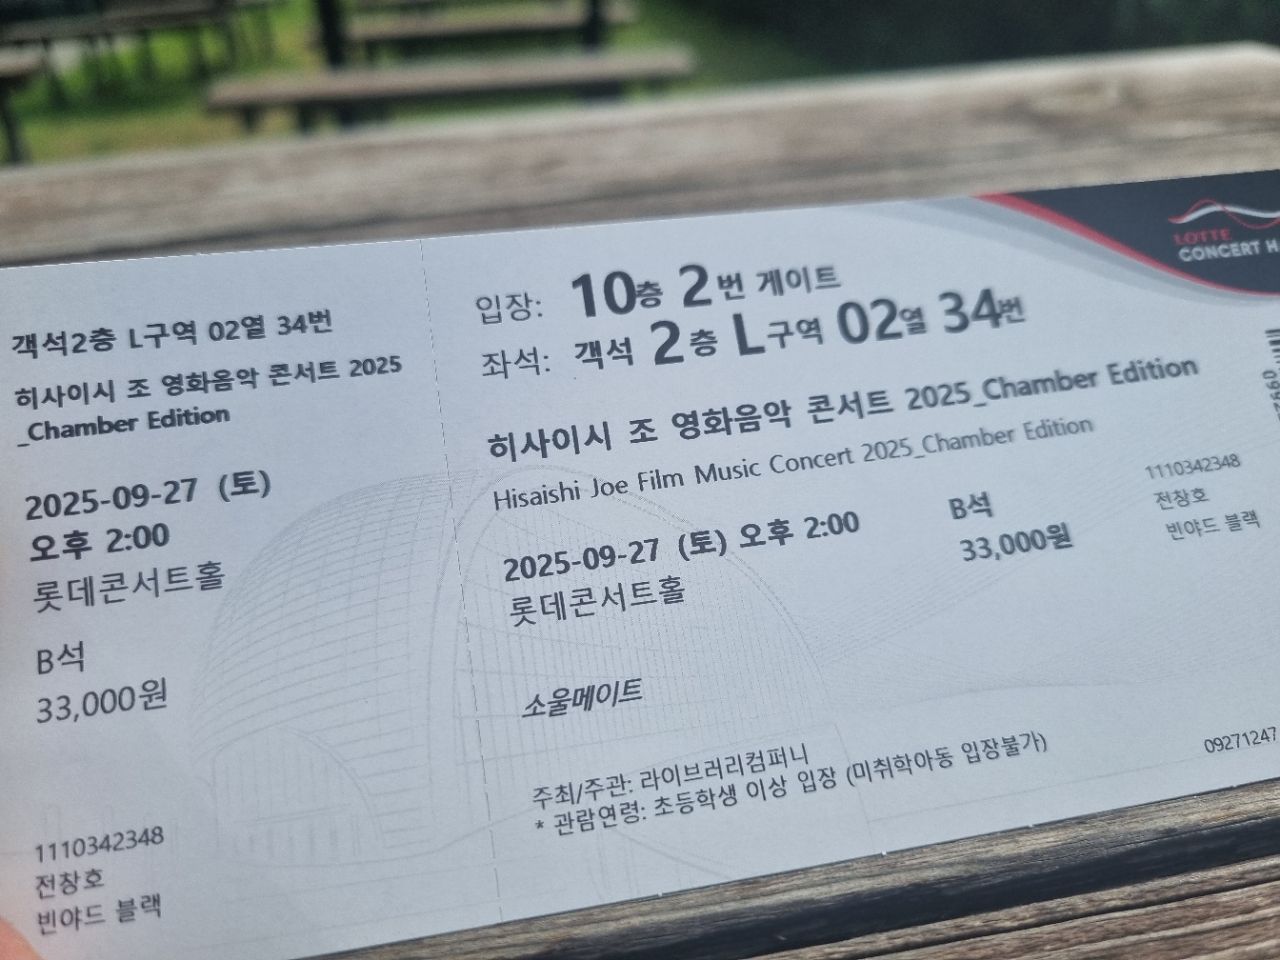 객석2층 L구역 02열 34번
히사이시 조 영화음악 콘서트 2025
_Chamber Edition
2025-09-27 (토)
오후 2:00
롯데콘서트홀
B석
33,000원
1110342348
전창호
빈야드 블랙
입장: 10층 2번 게이트
좌석: 객석 2층 L구역 02열 34번
히사이시 조 영화음악 콘서트 2025_Chamber Edition
Hisaishi Joe Film Music Concert 2025_Chamber Edition
2025-09-27 (토) 오후 2:00
롯데콘서트홀
B석
33,000원
1110342348
전창호
빈야드 블랙
소울메이트
주최/주관: 라이브러리컴퍼니
* 관람연령: 초등학생 이상 입장 (미취학아동 입장불가)
09271247
LOTTE
CONCERT H